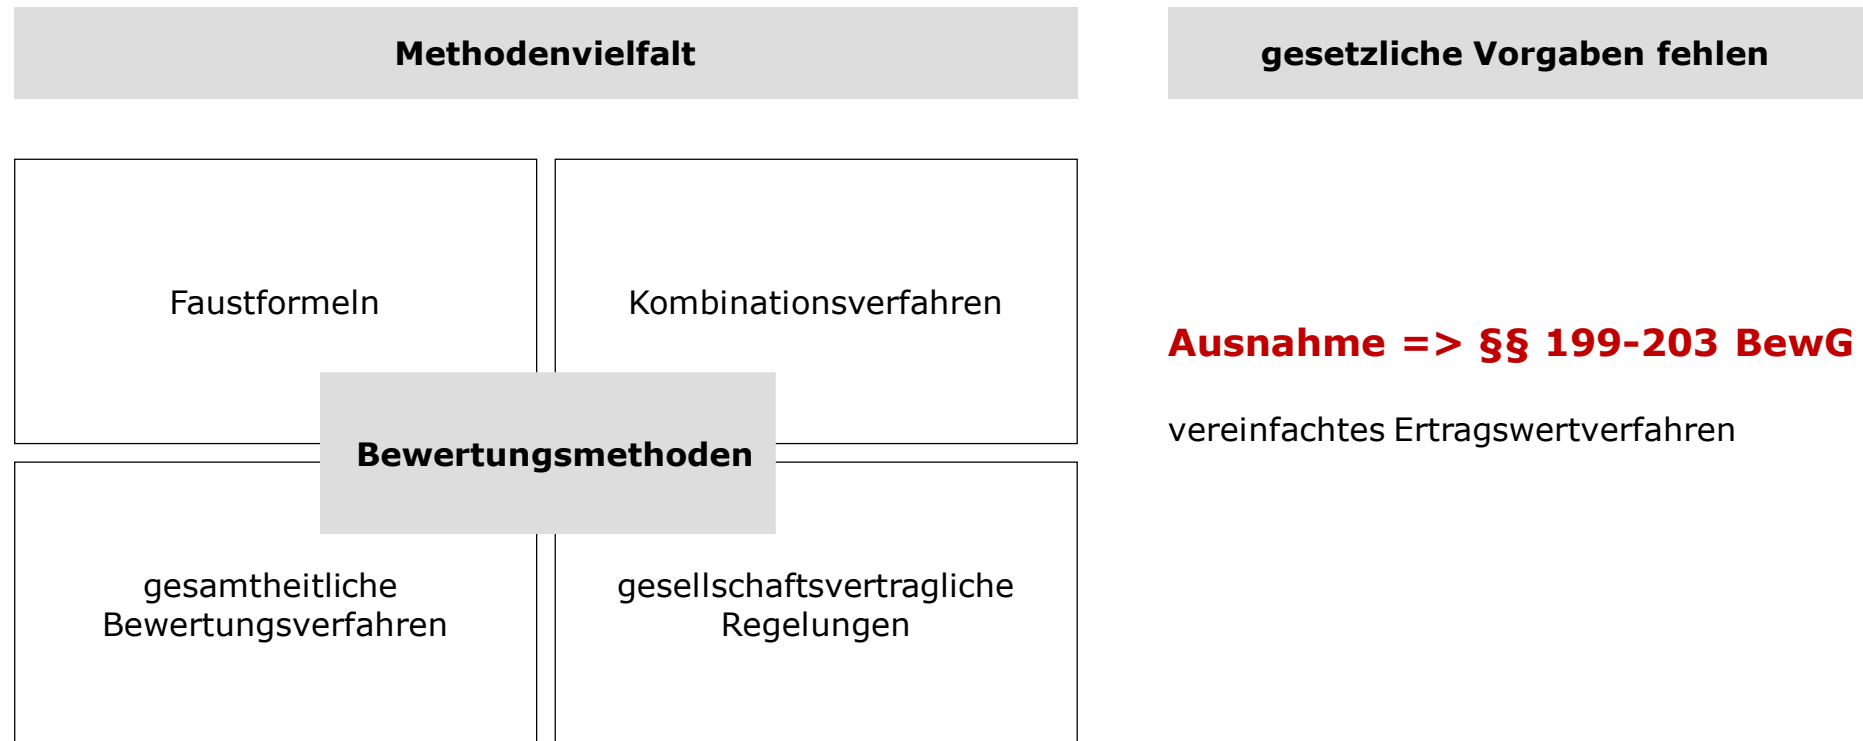 Methodenvielfalt
gesetzliche Vorgaben fehlen
Faustformeln
Kombinationsverfahren
Ausnahme => §§ 199-203 BewG
vereinfachtes Ertragswertverfahren
Bewertungsmethoden
gesamtheitliche
Bewertungsverfahren
gesellschaftsvertragliche
Regelungen